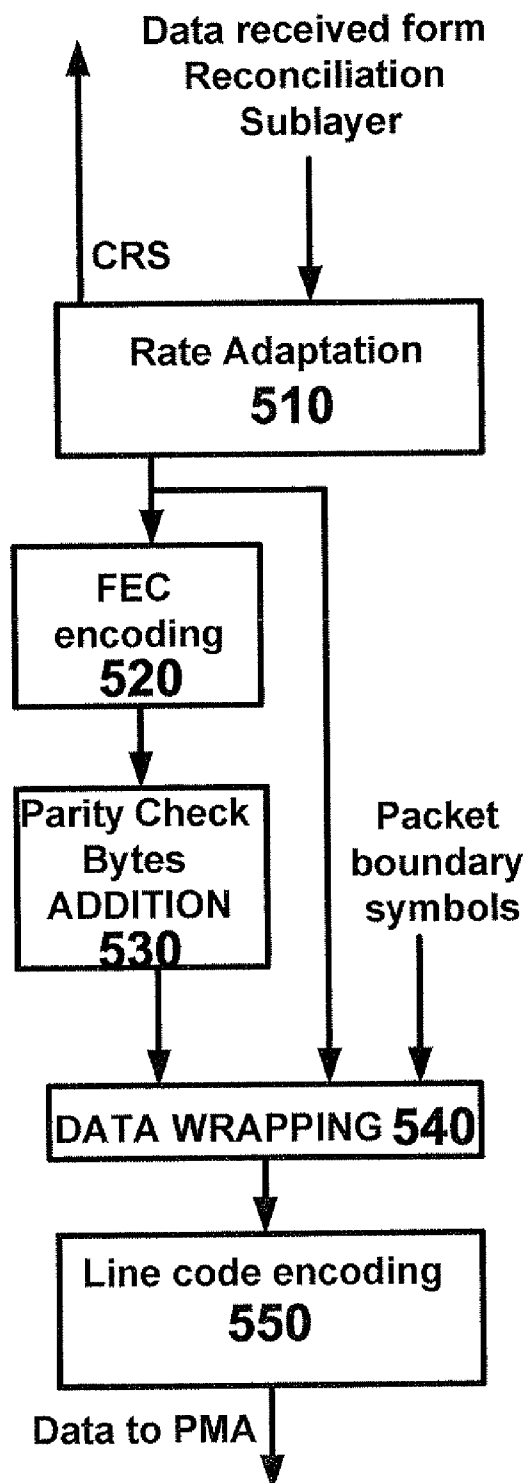 Data received form
Reconciliation
Sublayer
CRS
Rate Adaptation
510
FEC
encoding
520
Parity Check
Bytes
ADDITION
530
Packet
boundary
symbols
DATA WRAPPING 540
Line code encoding
550
Data to PMA